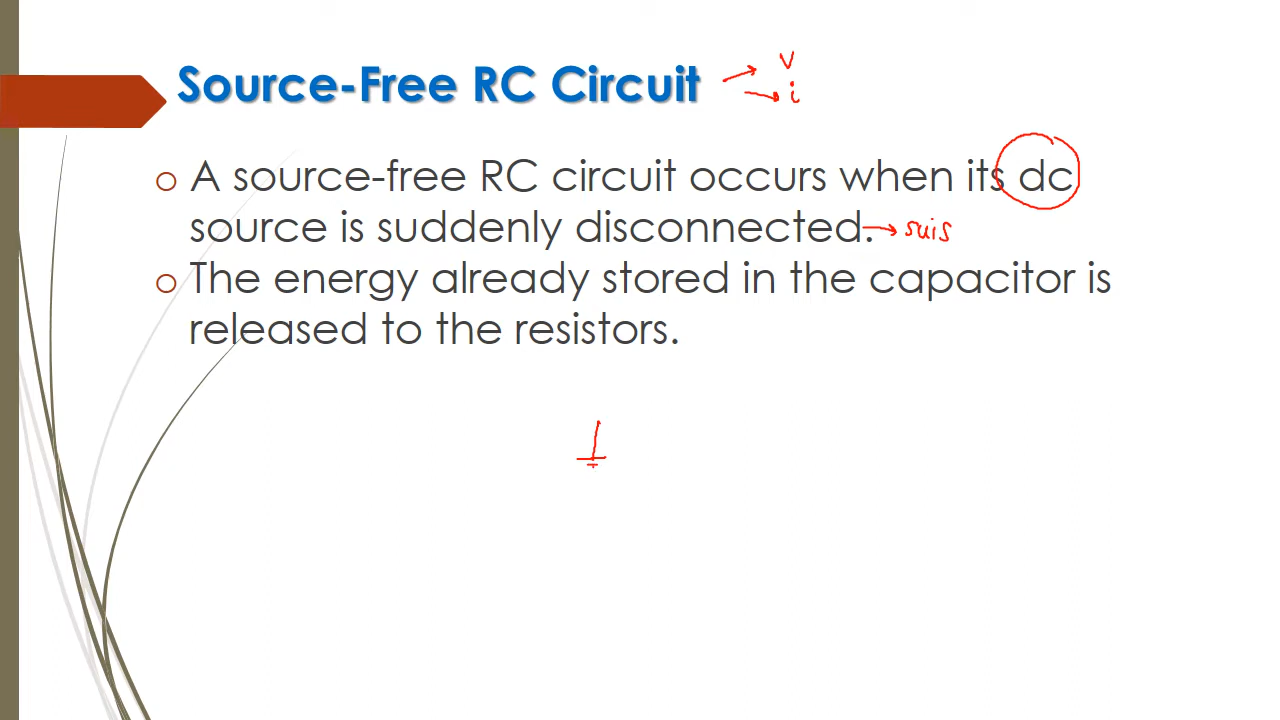 Source-Free RC Circuit
v
i
A source-free RC circuit occurs when its dc
source is suddenly disconnected. → suis
The energy already stored in the capacitor is
released to the resistors.